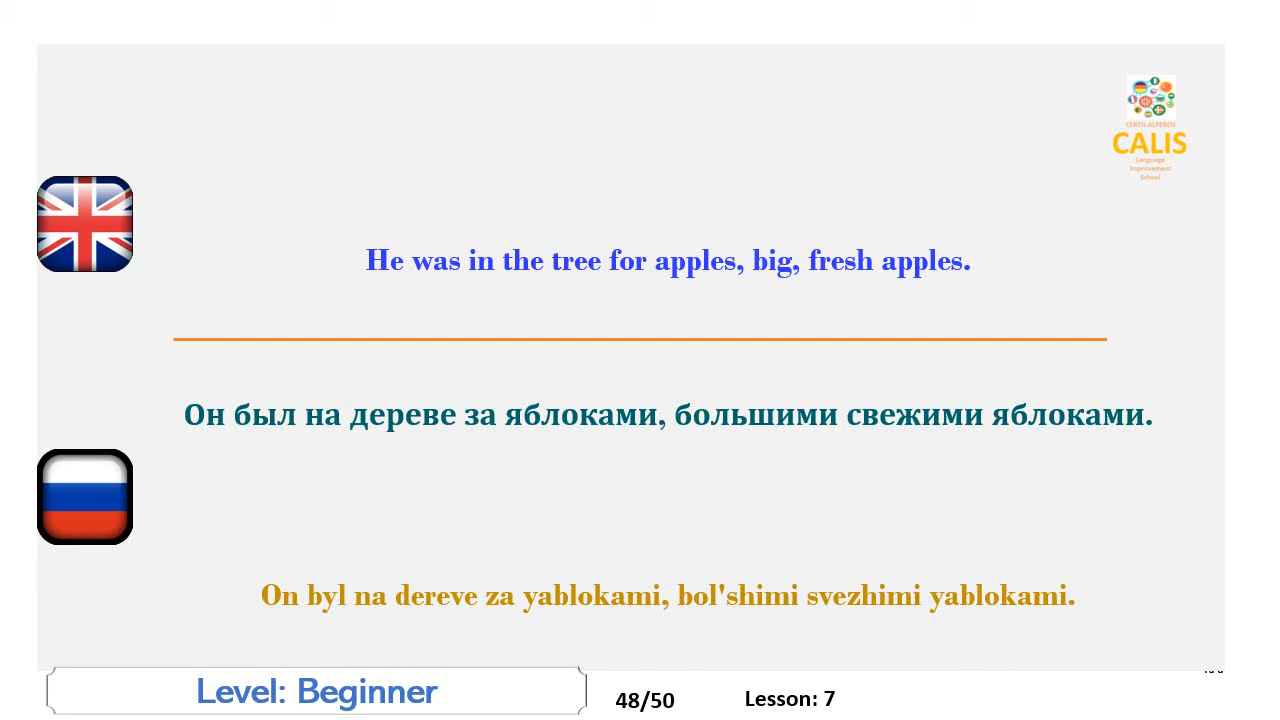 CEREN-ALPEREN
CALIS
Language
Improvement
School
He was in the tree for apples, big, fresh apples.
Он был на дереве за яблоками, большими свежими яблоками.
On byl na dereve za yablokami, bol'shimi svezhimi yablokami.
Level: Beginner
48/50
Lesson: 7